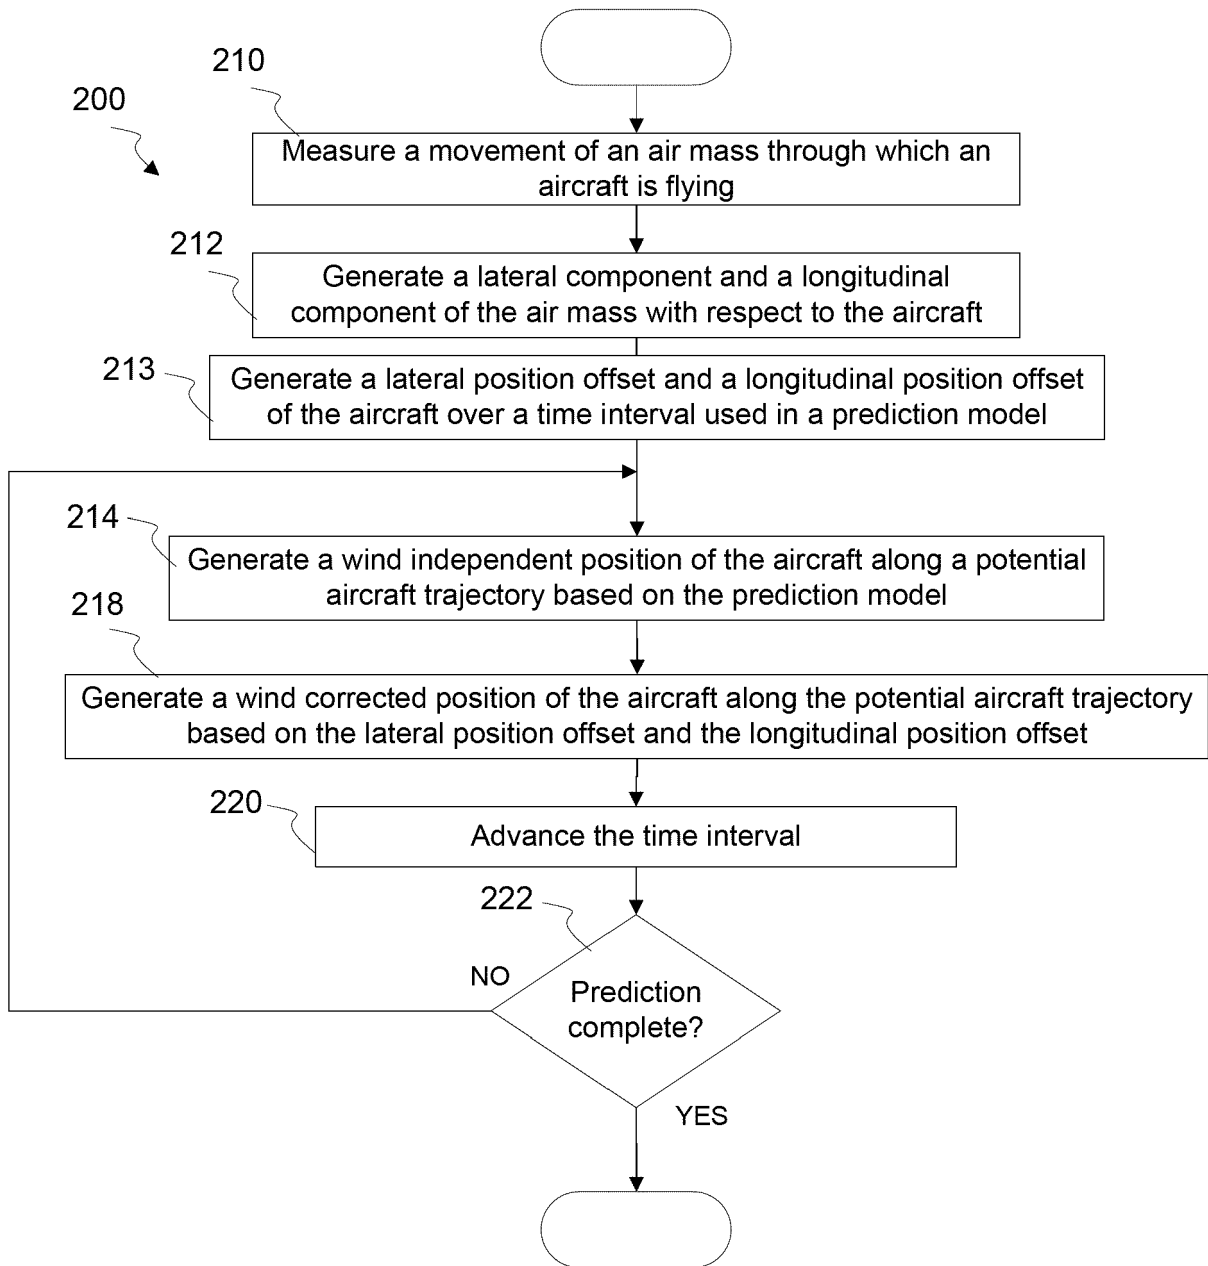 210
200
Measure a movement of an air mass through which an
aircraft is flying
212
Generate a lateral component and a longitudinal
component of the air mass with respect to the aircraft
213
Generate a lateral position offset and a longitudinal position offset
of the aircraft over a time interval used in a prediction model
214
Generate a wind independent position of the aircraft along a potential
aircraft trajectory based on the prediction model
218
Generate a wind corrected position of the aircraft along the potential aircraft trajectory
based on the lateral position offset and the longitudinal position offset
220
Advance the time interval
222
NO
Prediction
complete?
YES